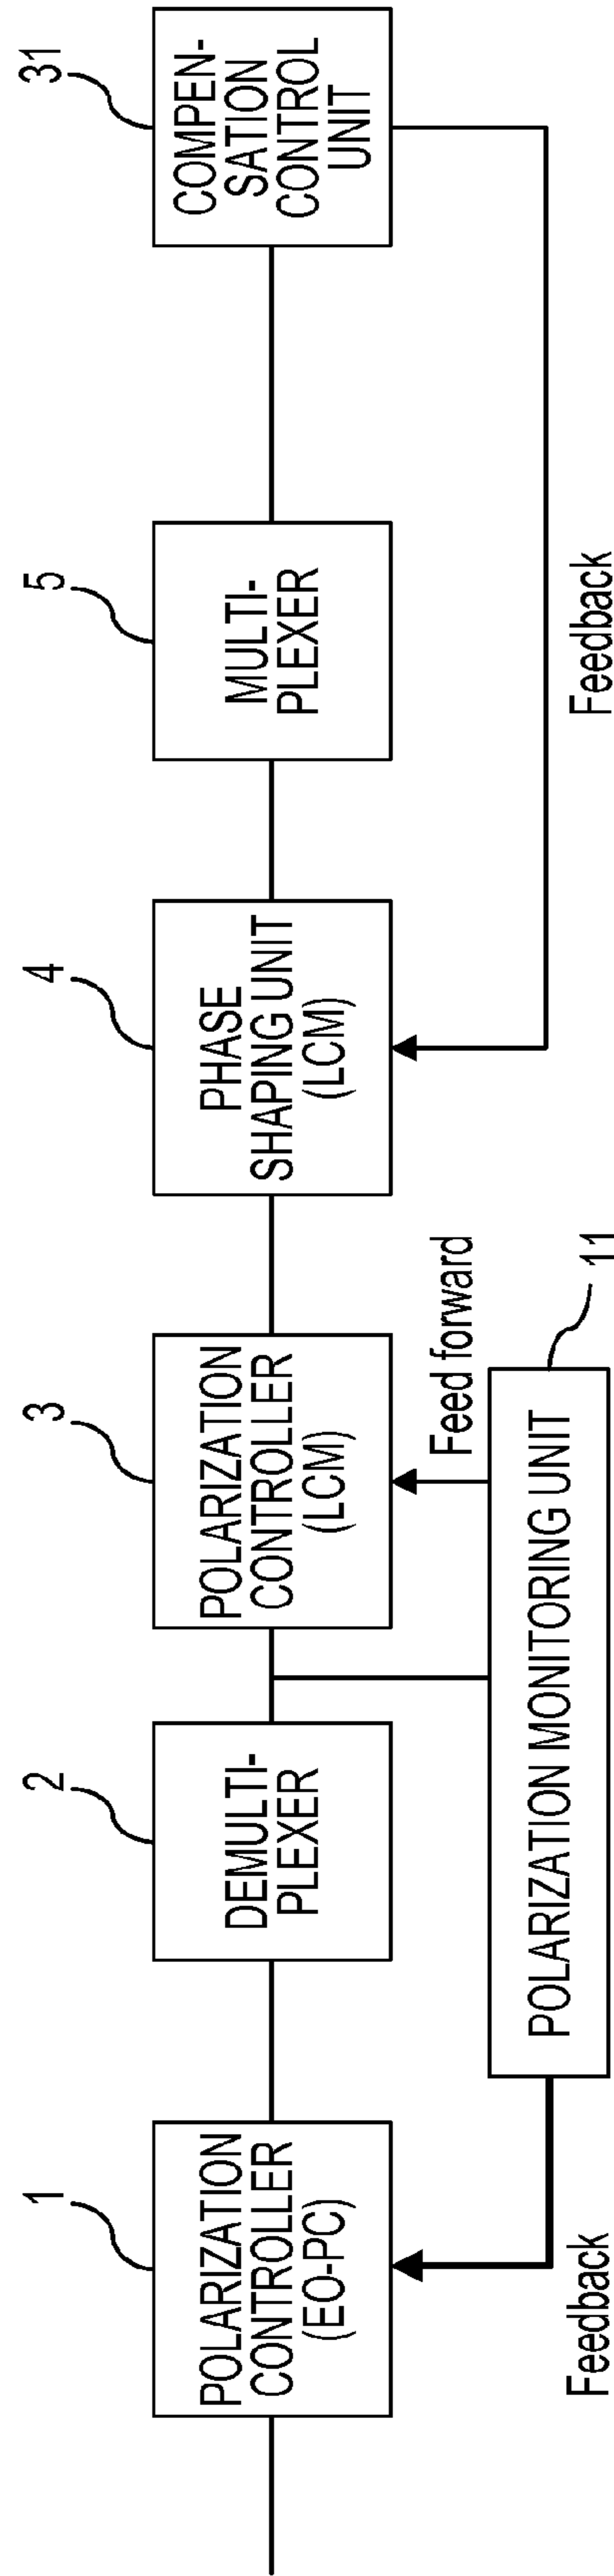 1
POLARIZATION
CONTROLLER
(EO-PC)
2
DEMULTI-
PLEXER
3
POLARIZATION
CONTROLLER
(LCM)
4
PHASE
SHAPING UNIT
(LCM)
5
MULTI-
PLEXER
31
COMPEN-
SATION
CONTROL
UNIT
Feedback
POLARIZATION MONITORING UNIT
11
Feed forward
Feedback